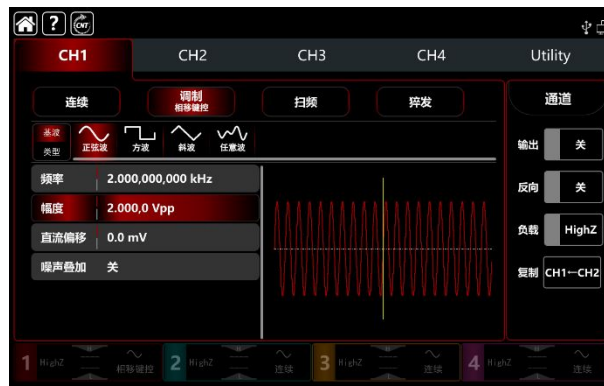 ? CNT
CH1 CH2 CH3 CH4 Utility
连续 调制 扫频 猝发 通道
相移键控
基波
类型 正弦波 方波 斜波 任意波
输出 关
频率 2.000,000,000 kHz
反向 关
幅度 2.000,0 Vpp
直流偏移 0.0 mV
负载 HighZ
噪声叠加 关
复制 CH1←CH2
1 HighZ 相移键控 2 HighZ 连续 3 HighZ 连续 4 HighZ 连续